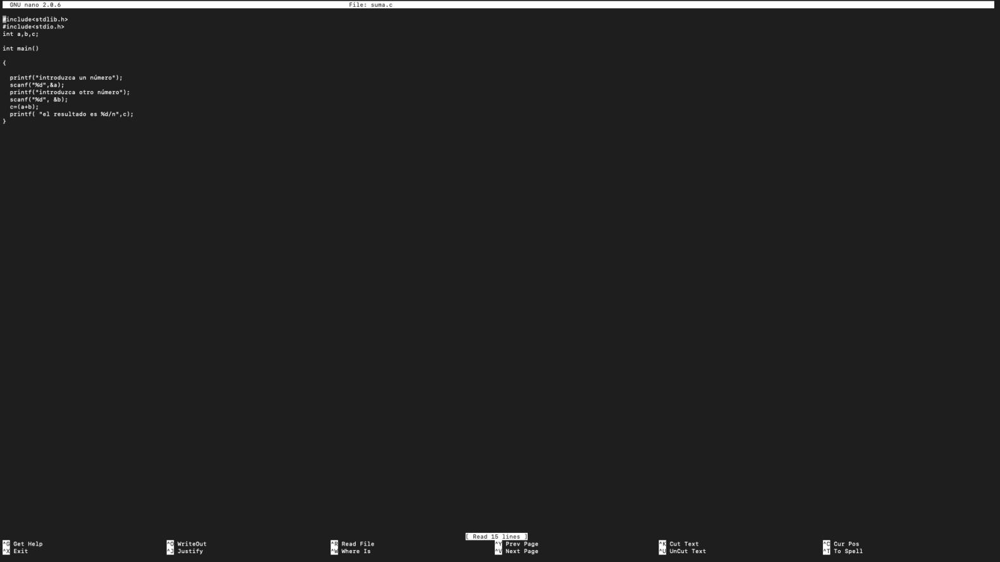 GNU nano 2.0.6 File: suma.c
#include<stdlib.h>
#include<stdio.h>
int a,b,c;
int main()
{
printf("introduzca un número");
scanf("%d",&a);
printf("introduzca otro número");
scanf("%d", &b);
c=(a+b);
printf( "el resultado es %d/n",c);
}
[ Read 15 lines ]
^G Get Help ^O WriteOut ^R Read File ^Y Prev Page ^K Cut Text ^C Cur Pos
^X Exit ^J Justify ^W Where Is ^V Next Page ^U UnCut Text ^T To Spell